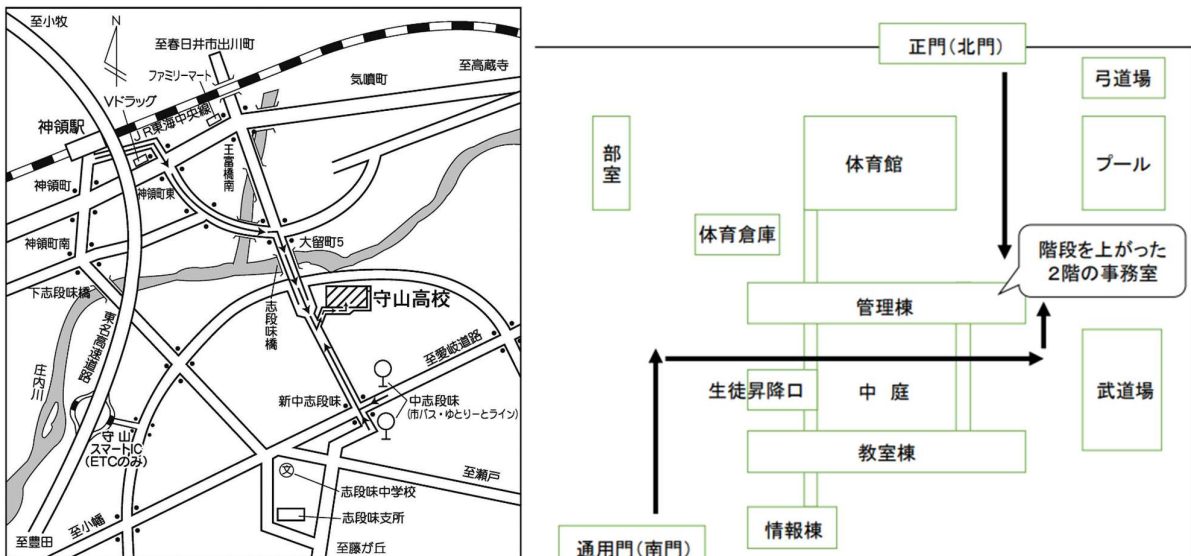 至小牧
N
至春日井市出川町
ファミリーマート
気噴町
至高蔵寺
Vドラッグ
神領駅
JR東海中央線
王富橋南
神領町
神領町東
神領町南
大留町5
下志段味橋
志段味橋
守山高校
東名高速道路
庄内川
至愛岐道路
新中志段味
中志段味
(市バス・ゆとりーとライン)
守山
スマートIC
(ETCのみ)
文
志段味中学校
至瀬戸
志段味支所
至小幡
至豊田
至藤が丘
正門(北門)
弓道場
部室
体育館
プール
体育倉庫
階段を上がった
2階の事務室
管理棟
生徒昇降口
中庭
武道場
教室棟
情報棟
通用門(南門)